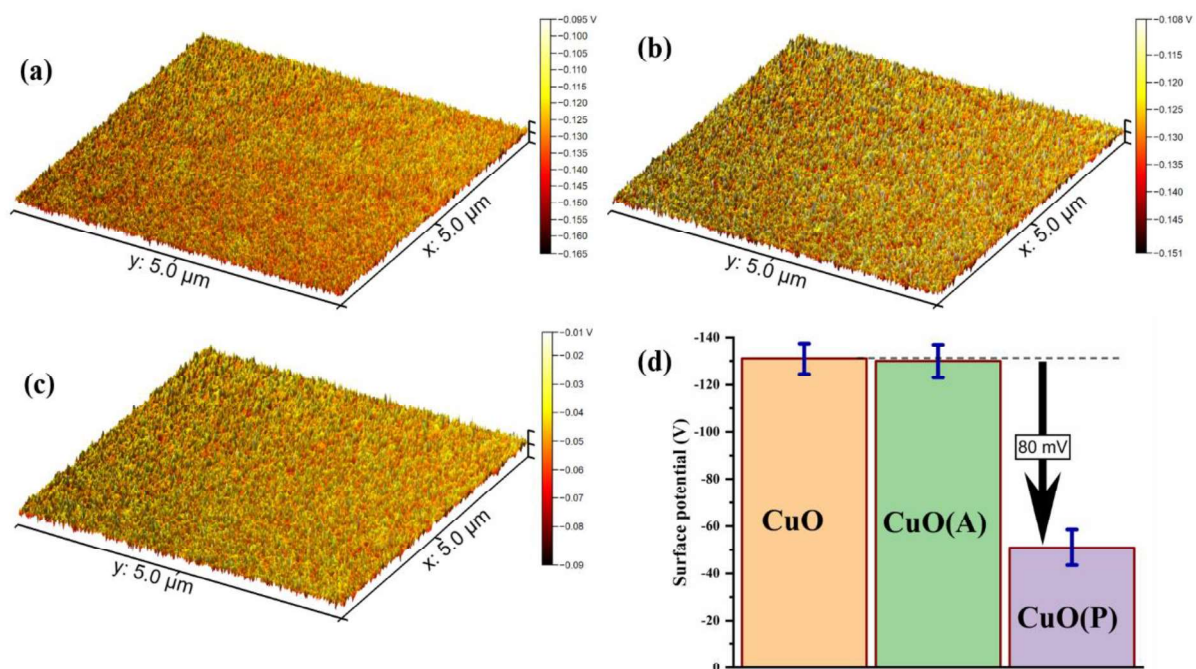 (a)
−0.095 V
−0.100
−0.105
−0.110
−0.115
−0.120
−0.125
−0.130
−0.135
−0.140
−0.145
−0.150
−0.155
−0.160
−0.165
y: 5.0 µm
x: 5.0 µm
(b)
−0.108 V
−0.115
−0.120
−0.125
−0.130
−0.135
−0.140
−0.145
−0.151
y: 5.0 µm
x: 5.0 µm
(c)
−0.01 V
−0.02
−0.03
−0.04
−0.05
−0.06
−0.07
−0.08
−0.09
y: 5.0 µm
x: 5.0 µm
(d)
Surface potential (V)
-140
-120
-100
-80
-60
-40
-20
0
CuO
CuO(A)
80 mV
CuO(P)